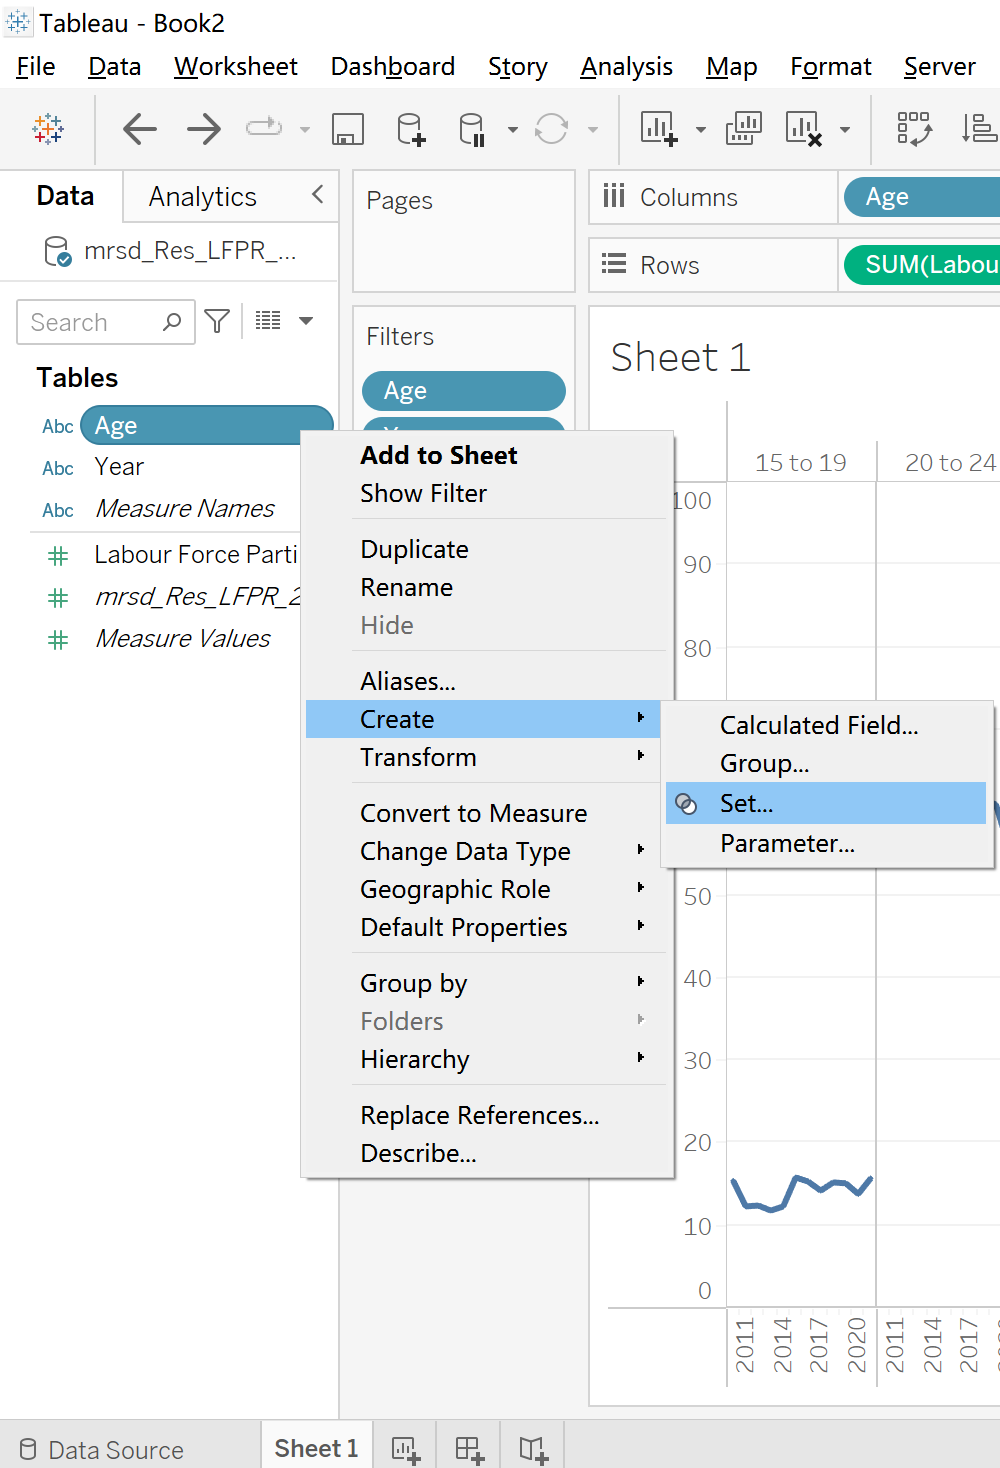 Tableau - Book2
File Data Worksheet Dashboard Story Analysis Map Format Server
Data Analytics
mrsd_Res_LFPR_...
Search
Tables
Abc Age
Abc Year
Abc Measure Names
Labour Force Parti
mrsd_Res_LFPR_2
Measure Values
Pages
Filters
Age
Columns Age
Rows SUM(Labou
Sheet 1
15 to 19 20 to 24
100
90
80
50
40
30
20
10
0
2011 2014 2017 2020 2011 2014 2017
Add to Sheet
Show Filter
Duplicate
Rename
Hide
Aliases...
Create
Transform
Convert to Measure
Change Data Type
Geographic Role
Default Properties
Group by
Folders
Hierarchy
Replace References...
Describe...
Calculated Field...
Group...
Set...
Parameter...
Data Source Sheet 1